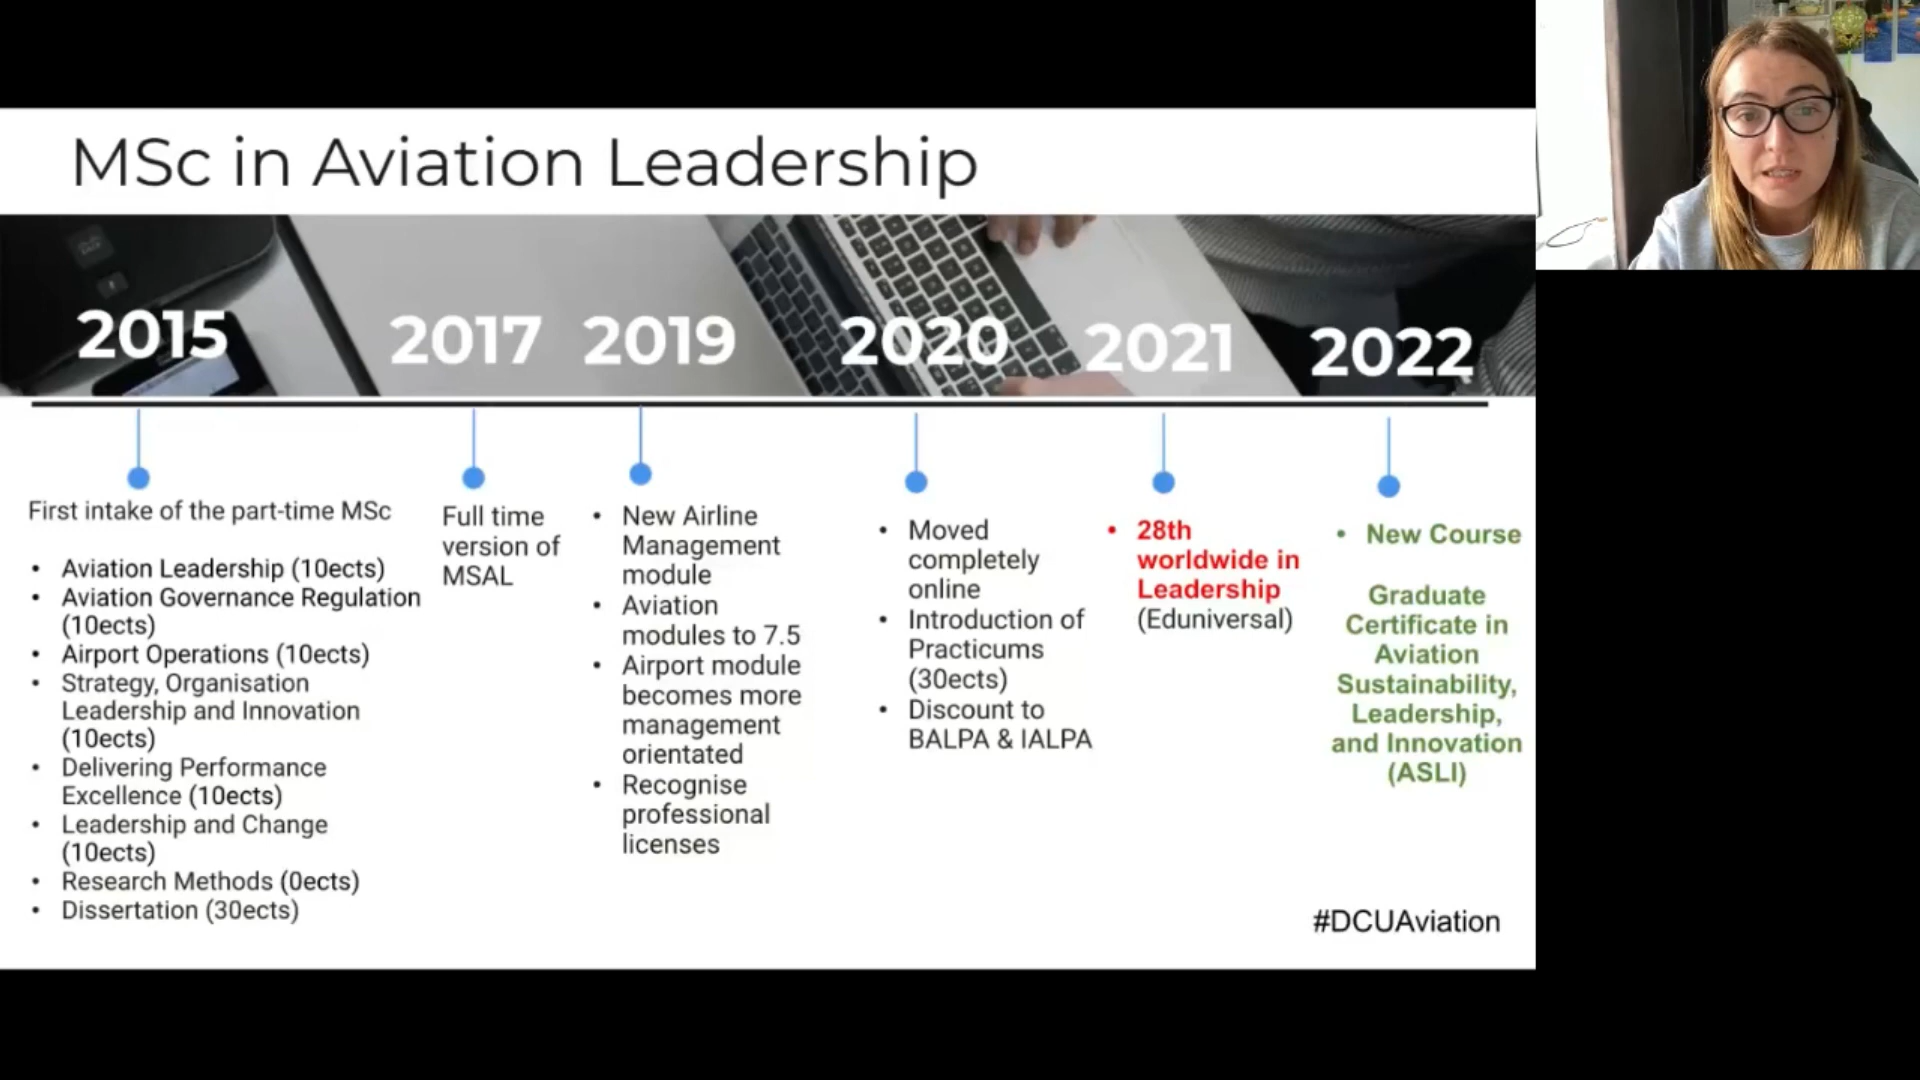 MSc in Aviation Leadership
2015
2017
2019
2020
2021
2022
First intake of the part-time MSc
• Aviation Leadership (10ects)
• Aviation Governance Regulation
(10ects)
• Airport Operations (10ects)
• Strategy, Organisation
Leadership and Innovation
(10ects)
• Delivering Performance
Excellence (10ects)
• Leadership and Change
(10ects)
• Research Methods (0ects)
• Dissertation (30ects)
Full time
version of
MSAL
• New Airline
Management
module
• Aviation
modules to 7.5
• Airport module
becomes more
management
orientated
• Recognise
professional
licenses
• Moved
completely
online
• Introduction of
Practicums
(30ects)
• Discount to
BALPA & IALPA
• 28th
worldwide in
Leadership
(Eduniversal)
• New Course
Graduate
Certificate in
Aviation
Sustainability,
Leadership,
and Innovation
(ASLI)
#DCUAviation